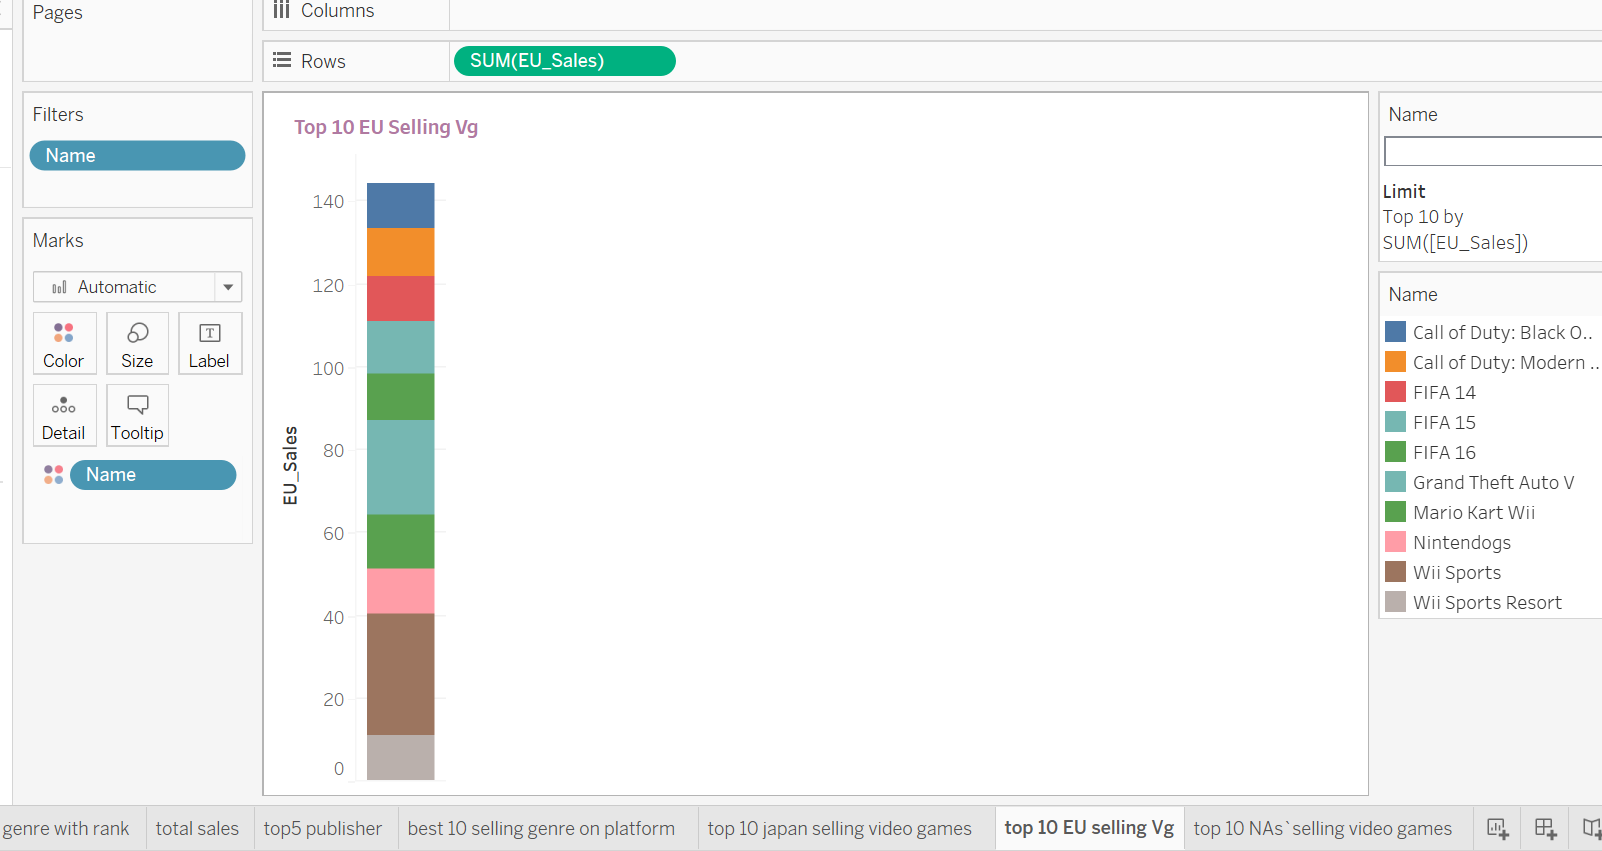 Pages
Columns
Rows
SUM(EU_Sales)
Filters
Name
Marks
Automatic
Color
Size
Label
Detail
Tooltip
Name
Top 10 EU Selling Vg
EU_Sales
140
120
100
80
60
40
20
0
Name
Limit
Top 10 by
SUM([EU_Sales])
Name
Call of Duty: Black O..
Call of Duty: Modern ..
FIFA 14
FIFA 15
FIFA 16
Grand Theft Auto V
Mario Kart Wii
Nintendogs
Wii Sports
Wii Sports Resort
genre with rank
total sales
top5 publisher
best 10 selling genre on platform
top 10 japan selling video games
top 10 EU selling Vg
top 10 NAs`selling video games